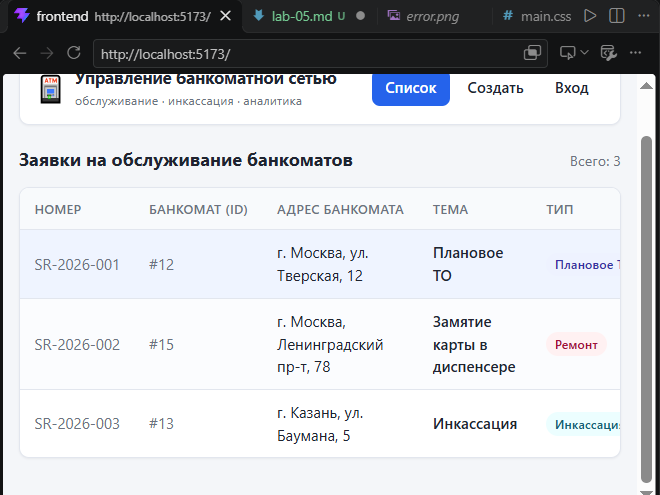 frontend http://localhost:5173/ lab-05.md U error.png # main.css
http://localhost:5173/
ATM
Управление банкоматной сетью
обслуживание · инкассация · аналитика
Список Создать Вход
Заявки на обслуживание банкоматов Всего: 3
НОМЕР БАНКОМАТ (ID) АДРЕС БАНКОМАТА ТЕМА ТИП
SR-2026-001 #12 г. Москва, ул. Тверская, 12 Плановое ТО Плановое Т
SR-2026-002 #15 г. Москва, Ленинградский пр-т, 78 Замятие карты в диспенсере Ремонт
SR-2026-003 #13 г. Казань, ул. Баумана, 5 Инкассация Инкассация